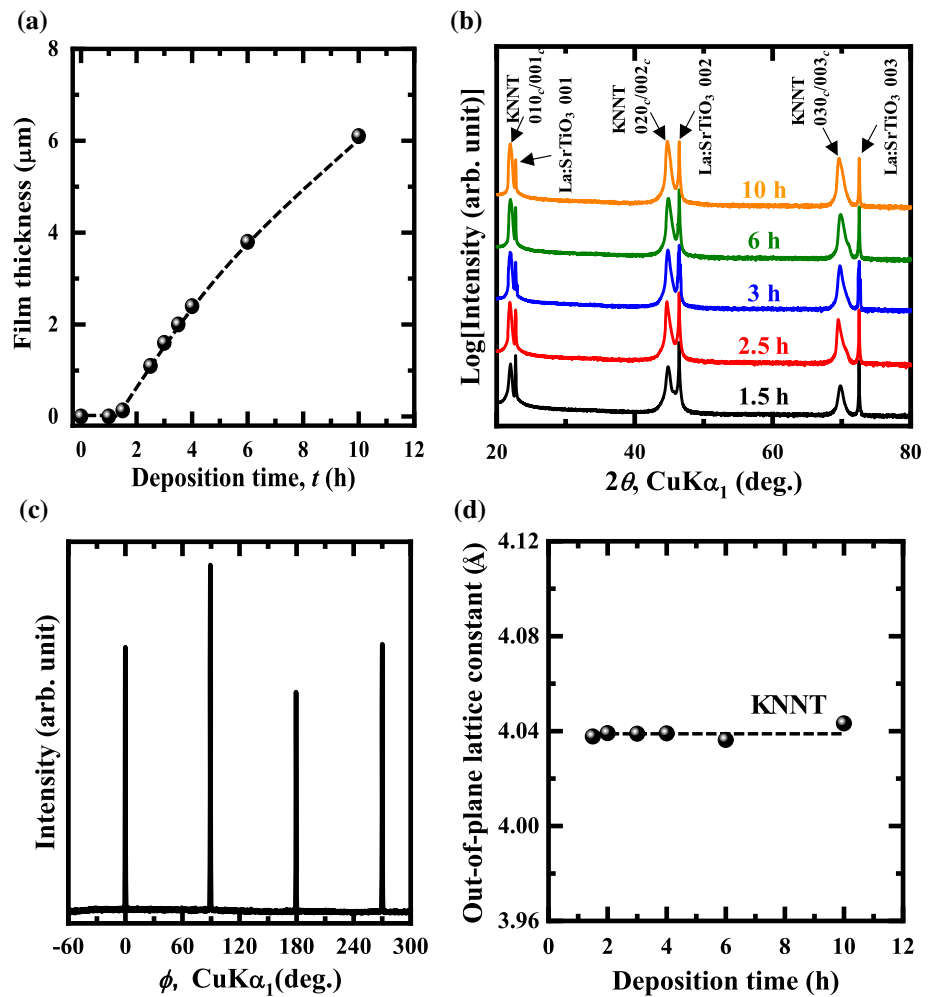 (a)
8
6
4
2
0
0 2 4 6 8 10 12
Film thickness (μm)
Deposition time, t (h)
(b)
KNNT
010c/001c
La:SrTiO3 001
KNNT
020c/002c
La:SrTiO3 002
KNNT
030c/003c
La:SrTiO3 003
10 h
6 h
3 h
2.5 h
1.5 h
Log[Intensity (arb. unit)]
20 40 60 80
2θ, CuKα1 (deg.)
(c)
Intensity (arb. unit)
-60 0 60 120 180 240 300
ϕ, CuKα1(deg.)
(d)
Out-of-plane lattice constant (Å)
4.12
4.08
4.04
4.00
3.96
KNNT
0 2 4 6 8 10 12
Deposition time (h)